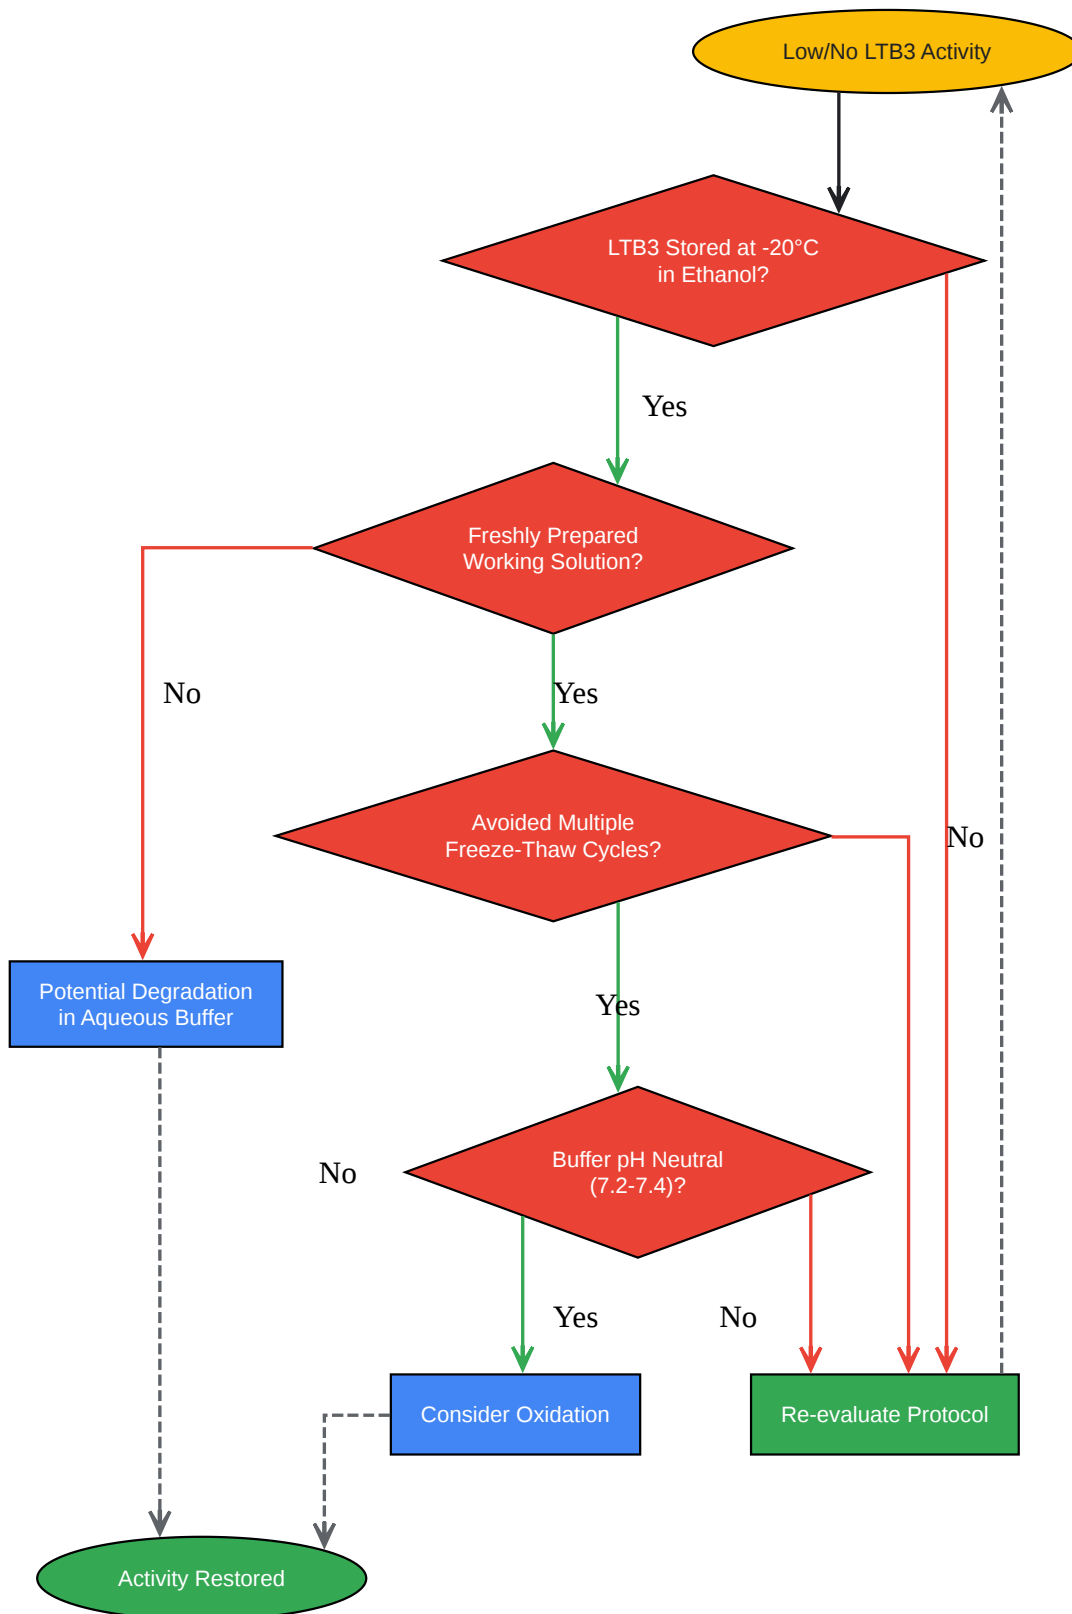 Low/No LTB3 Activity
LTB3 Stored at -20°C
in Ethanol?
Yes
Freshly Prepared
Working Solution?
No
Yes
Avoided Multiple
Freeze-Thaw Cycles?
No
Potential Degradation
in Aqueous Buffer
Yes
Buffer pH Neutral
(7.2-7.4)?
No
Yes
No
Consider Oxidation
Re-evaluate Protocol
Activity Restored